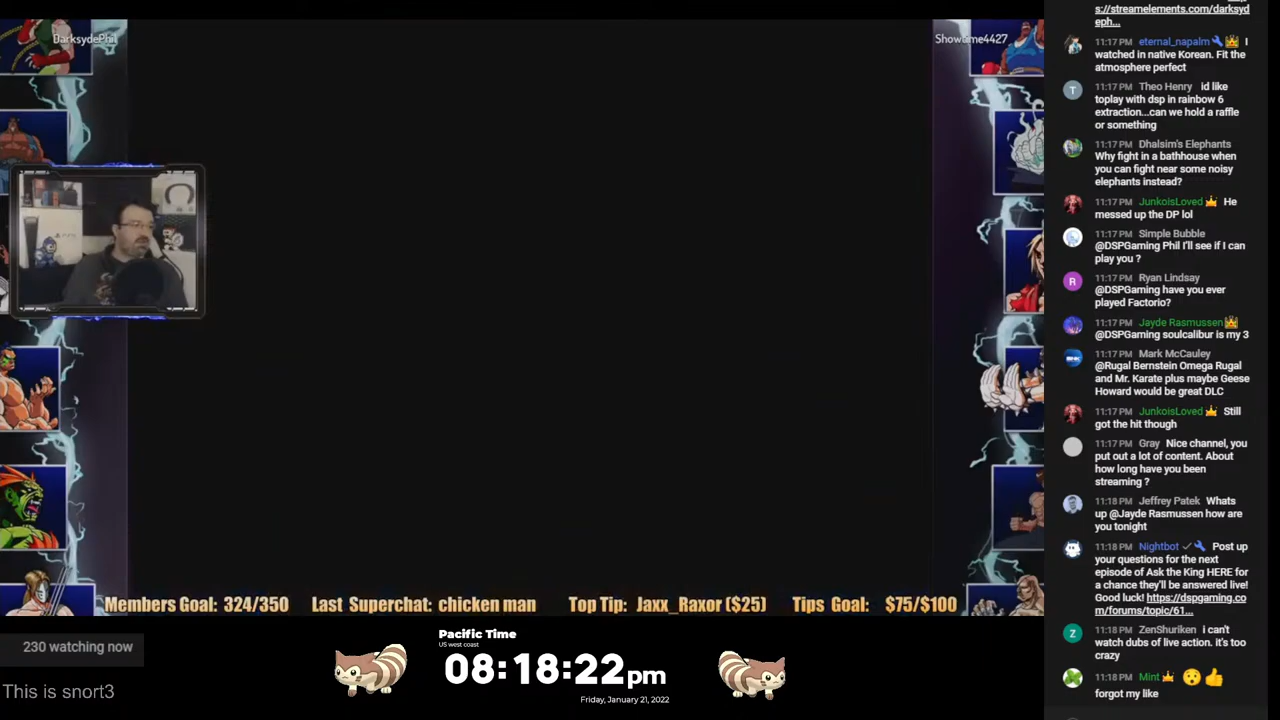 DarksydePhil
Showtime4427
Members Goal: 324/350 Last Superchat: chicken man Top Tip: Jaxx_Raxor ($25) Tips Goal: $75/$100
230 watching now
This is snort3
Pacific Time
US west coast
08:18:22pm
Friday, January 21, 2022
s://streamelements.com/darksyd
eph...
11:17 PM eternal_napalm I
watched in native Korean. Fit the
atmosphere perfect
T
11:17 PM Theo Henry id like
toplay with dsp in rainbow 6
extraction...can we hold a raffle
or something
11:17 PM Dhalsim's Elephants
Why fight in a bathhouse when
you can fight near some noisy
elephants instead?
11:17 PM JunkoisLoved He
messed up the DP lol
11:17 PM Simple Bubble
@DSPGaming Phil I'll see if I can
play you ?
R
11:17 PM Ryan Lindsay
@DSPGaming have you ever
played Factorio?
11:17 PM Jayde Rasmussen
@DSPGaming soulcalibur is my 3
11:17 PM Mark McCauley
@Rugal Bernstein Omega Rugal
and Mr. Karate plus maybe Geese
Howard would be great DLC
11:17 PM JunkoisLoved Still
got the hit though
11:17 PM Gray Nice channel, you
put out a lot of content. About
how long have you been
streaming ?
11:18 PM Jeffrey Patek Whats
up @Jayde Rasmussen how are
you tonight
11:18 PM Nightbot Post up
your questions for the next
episode of Ask the King HERE for
a chance they'll be answered live!
Good luck! https://dspgaming.co
m/forums/topic/61...
Z
11:18 PM ZenShuriken i can't
watch dubs of live action. it's too
crazy
11:18 PM Mint 😯👍
forgot my like